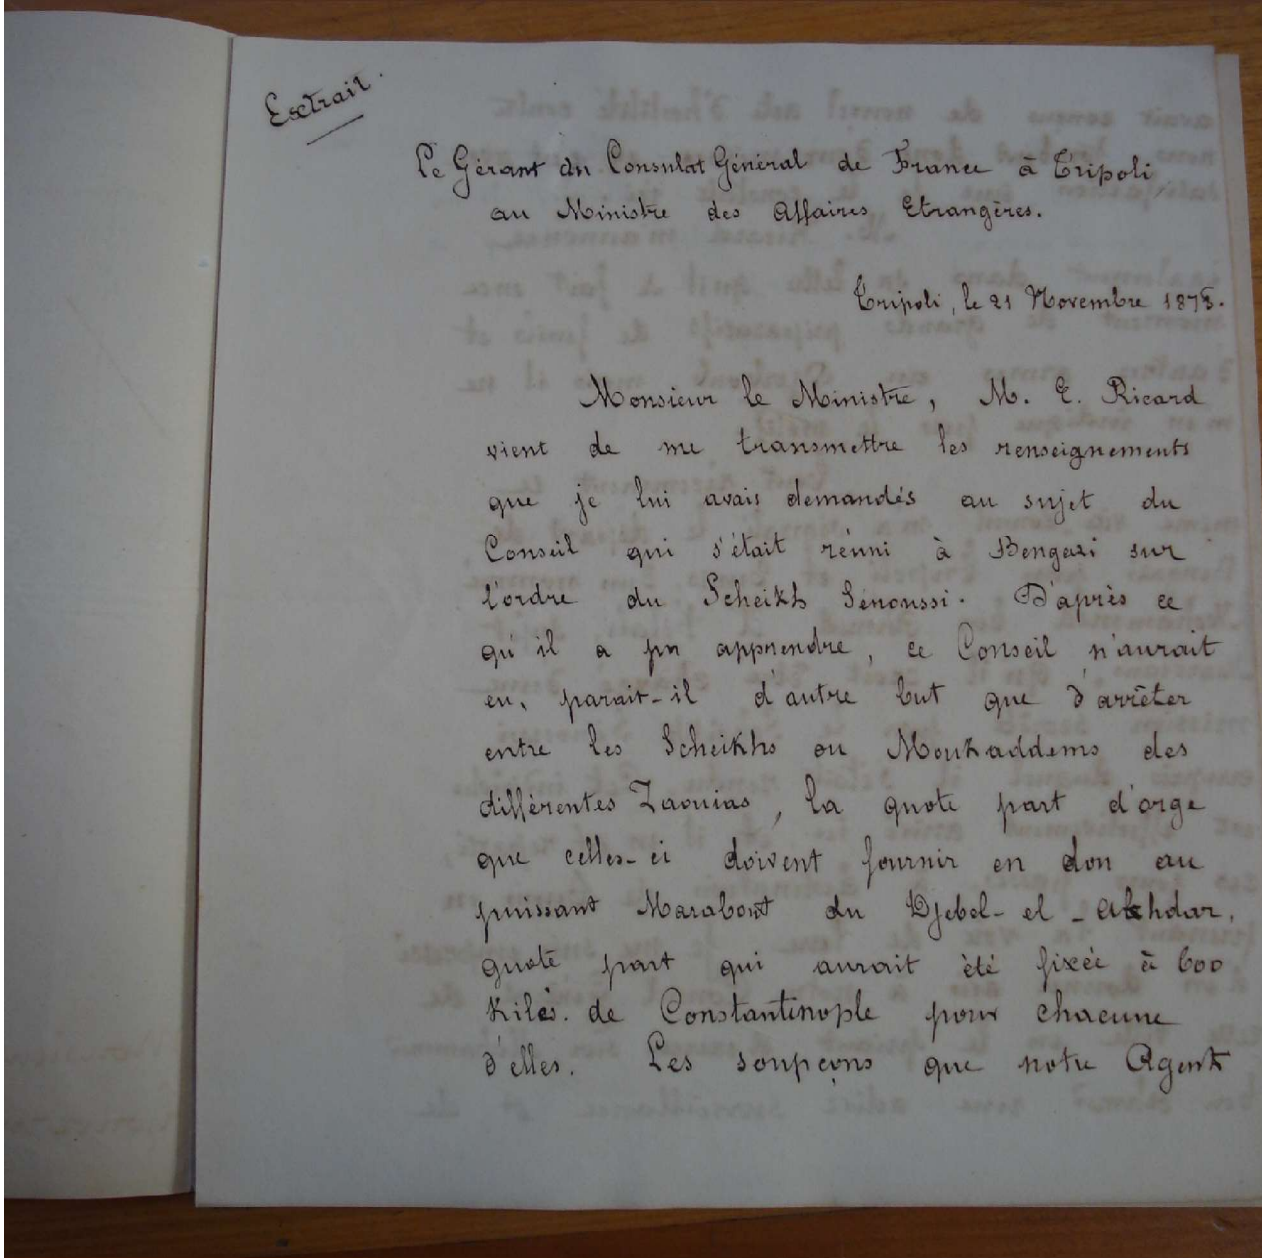 Extrait.
Le Gérant du Consulat Général de France à Tripoli
au Ministre des Affaires Etrangères.
Tripoli, le 21 Novembre
Monsieur le Ministre, M. E. Ricard
vient de me transmettre les renseignements
que je lui avais demandés au sujet du
Conseil qui s'était réuni à Bengazi sur
l'ordre du Scheikh Senoussi. D'après ce
qu'il a pu apprendre, ce Conseil n'aurait
eu, parait-il d'autre but que d'arrêter
entre les Scheikhs ou Moukaddems des
différentes Zaouias, la quote part d'orge
que celles-ci doivent fournir en don au
puissant Marabout du Djebel-el-Akhdar,
quote part qui aurait été fixée à 600
Kilés. de Constantinople pour chacune
d'elles. Les soupçons que notre Agent